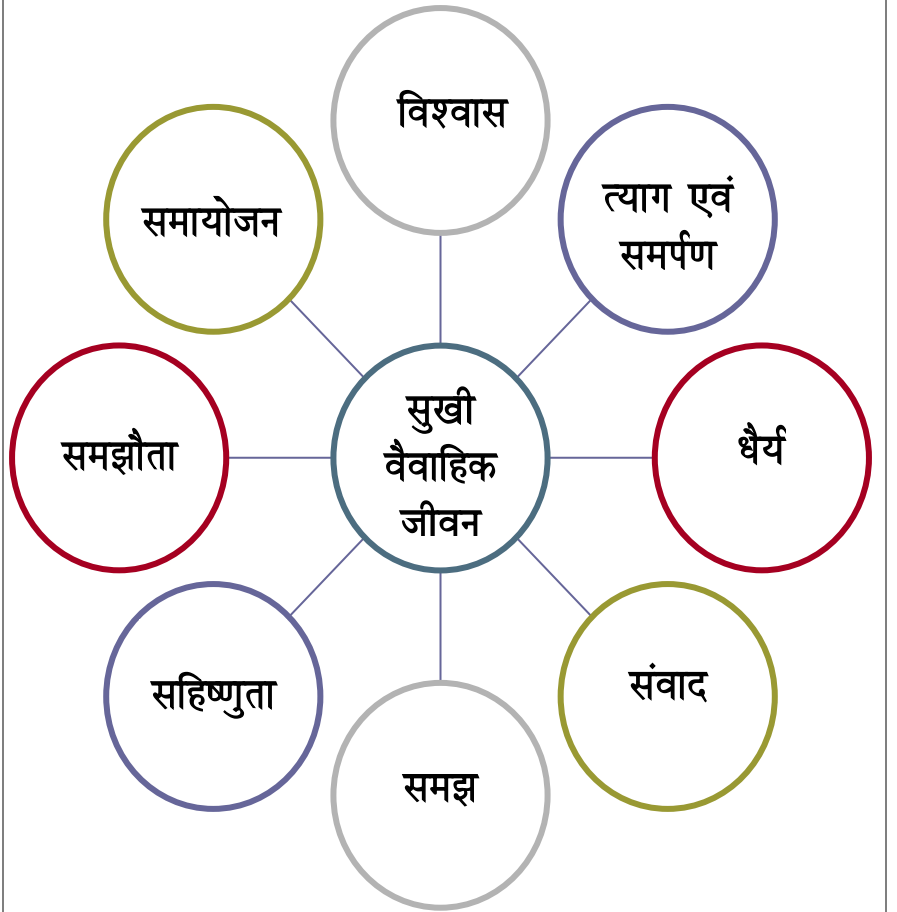 विश्वास
त्याग एवं
समर्पण
धैर्य
संवाद
समझ
सहिष्णुता
समझौता
समायोजन
सुखी
वैवाहिक
जीवन